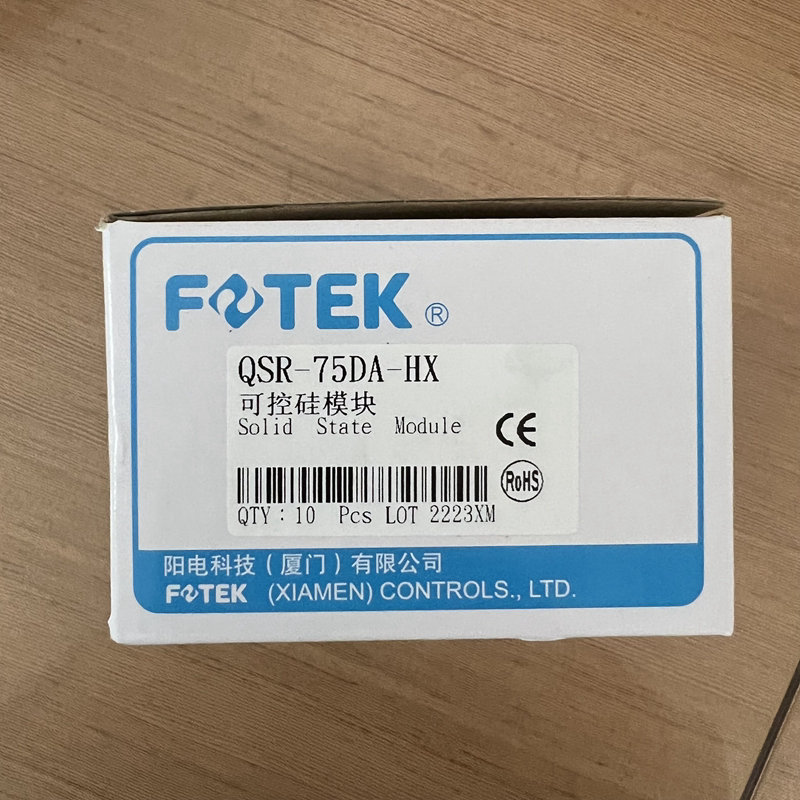 FOTEK®
QSR-75DA-HX
可控硅模块
Solid State Module
CE
RoHS
QTY：10 Pcs LOT 2223XM
阳电科技（厦门）有限公司
FOTEK (XIAMEN) CONTROLS., LTD.